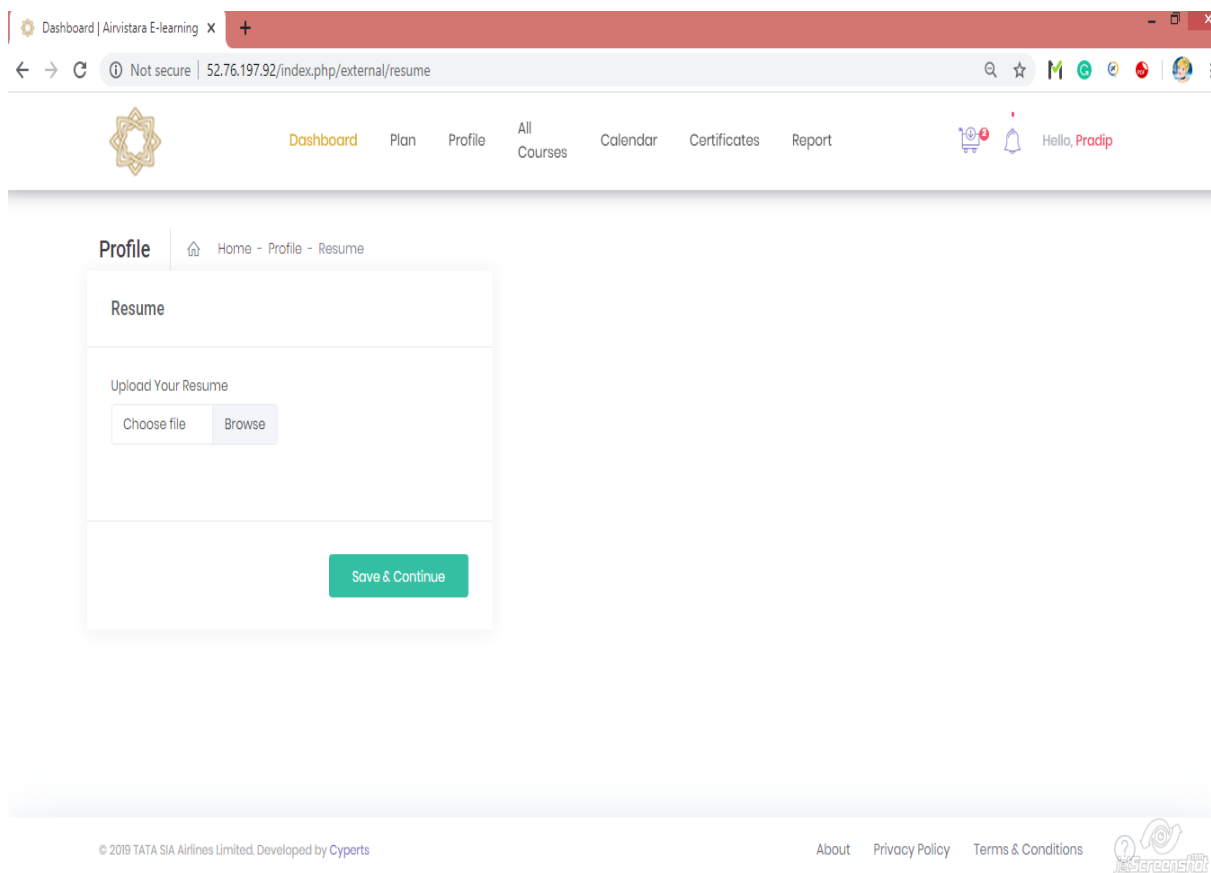 Dashboard | Airvistara E-learning
Not secure | 52.76.197.92/index.php/external/resume
Dashboard Plan Profile All Courses Calendar Certificates Report 2 Hello, Pradip
Profile Home - Profile - Resume
Resume
Upload Your Resume
Choose file Browse
Save & Continue
© 2019 TATA SIA Airlines Limited. Developed by Cyperts About Privacy Policy Terms & Conditions
jetScreenshot